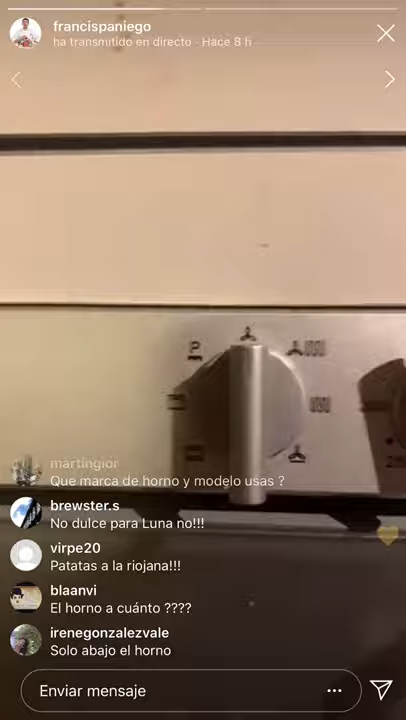 francispaniego
ha transmitido en directo · Hace 8 h
P
martingior
Que marca de horno y modelo usas ?
brewster.s
No dulce para Luna no!!!
virpe20
Patatas a la riojana!!!
blaanvi
El horno a cuánto ????
irenegonzalezvale
Solo abajo el horno
Enviar mensaje